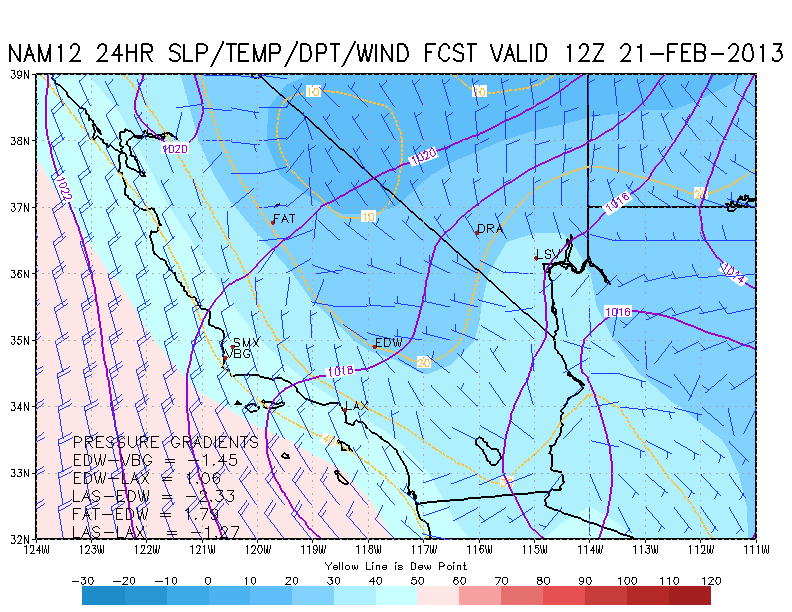 NAM12 24HR SLP/TEMP/DPT/WIND FCST VALID 12Z 21-FEB-2013
39N
10
10
38N
1020
1020
1022
20
37N
10
1016
FAT
DRA
36N
LSV
1014
35N
1016
SMX
EDW
VBG
20
1018
34N
LAX
PRESSURE GRADIENTS
EDW-VBG = -1.45
33N
EDW-LAX = 1.06
LAS-EDW = -2.33
FAT-EDW = 1.79
32N
LAS-LAX = -1.27
124W 123W 122W 121W 120W 119W 118W 117W 116W 115W 114W 113W 112W 111W
Yellow Line is Dew Point
-30 -20 -10 0 10 20 30 40 50 60 70 80 90 100 110 120